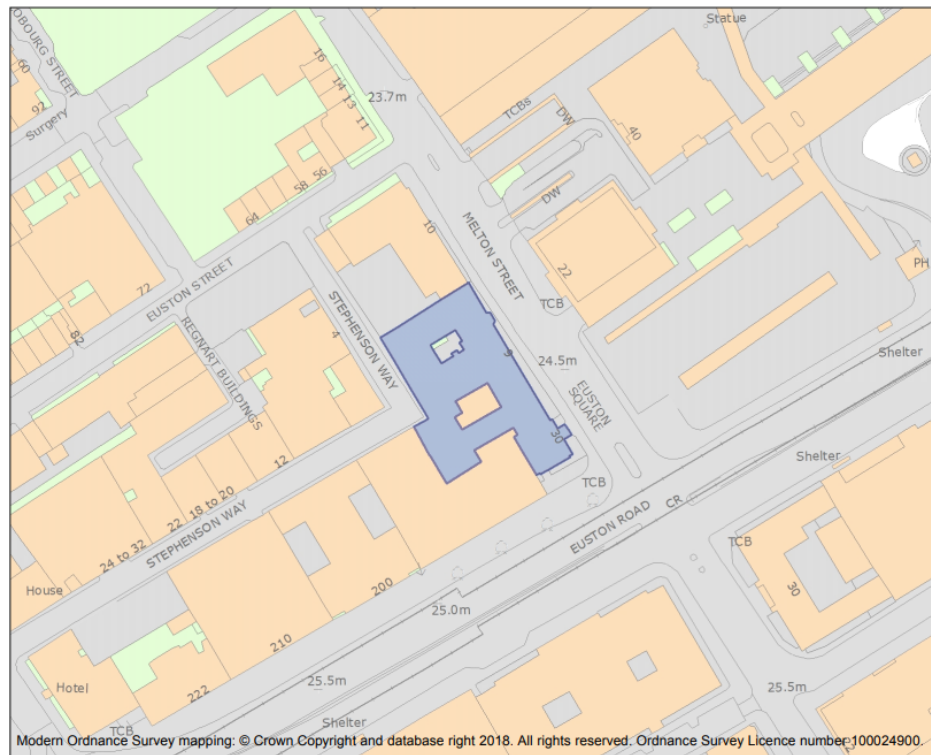 OBOURG STREET
Statue
16
60
14
23.7m
TCBs
13
92
11
DW
40
Surgery
58 56
DW
64
10
MELTON STREET
22
72
EUSTON STREET
TCB
STEPHENSON WAY
4
REGNART BUILDINGS
82
PH
9
24.5m
Shelter
EUSTON
SQUARE
30
12
Shelter
TCB
22 18 to 20
STEPHENSON WAY
24 to 32
EUSTON ROAD
CR
TCB
House
200
30
25.0m
210
Hotel
25.5m
222
25.5m
TCB
Shelter
Modern Ordnance Survey mapping: © Crown Copyright and database right 2018. All rights reserved. Ordnance Survey Licence number 100024900.